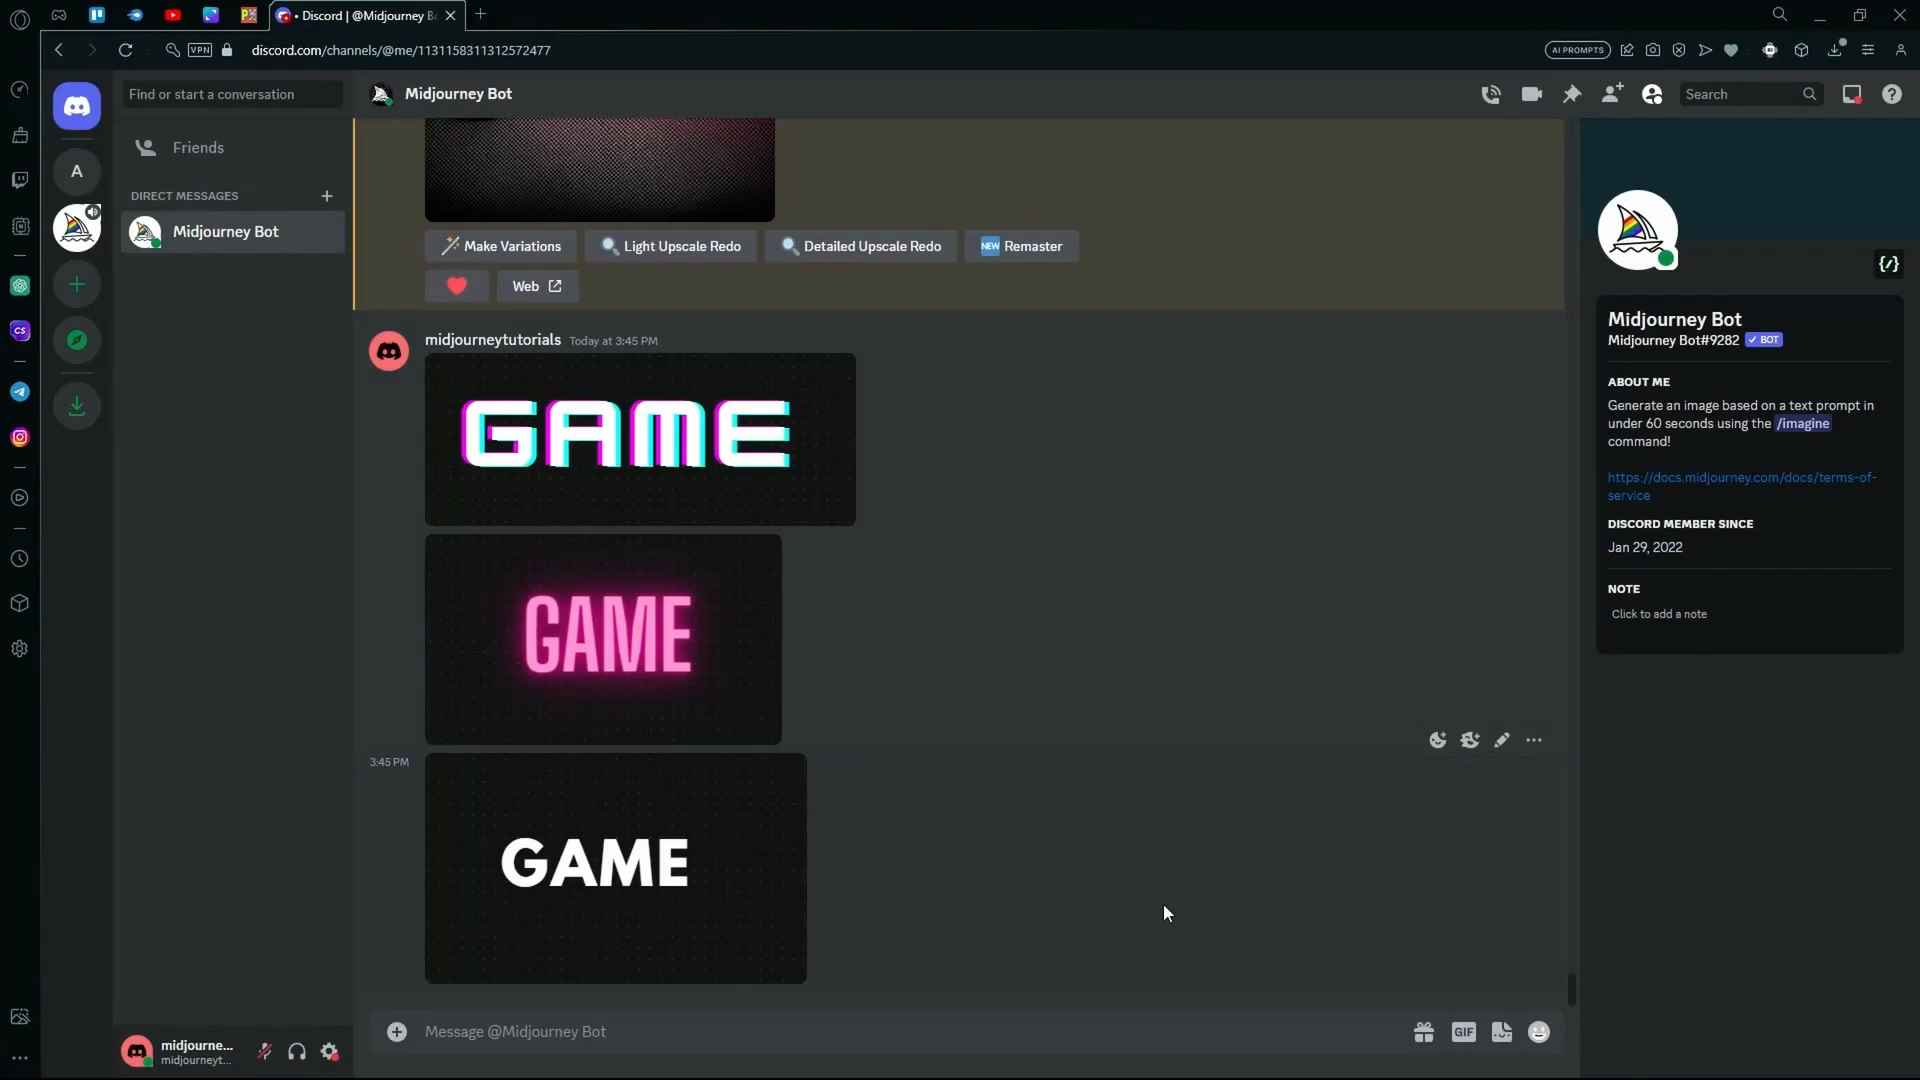 Discord | @Midjourney B
VPN
discord.com/channels/@me/1131158311312572477
AI PROMPTS
Find or start a conversation
Midjourney Bot
Search
Friends
A
DIRECT MESSAGES
Midjourney Bot
CS
Make Variations
Light Upscale Redo
Detailed Upscale Redo
NEW Remaster
Web
midjourneytutorials Today at 3:45 PM
GAME
GAME
3:45 PM
GAME
Message @Midjourney Bot
GIF
midjourne...
midjourneyt...
Midjourney Bot
Midjourney Bot#9282 BOT
ABOUT ME
Generate an image based on a text prompt in
under 60 seconds using the /imagine
command!
https://docs.midjourney.com/docs/terms-of-
service
DISCORD MEMBER SINCE
Jan 29, 2022
NOTE
Click to add a note